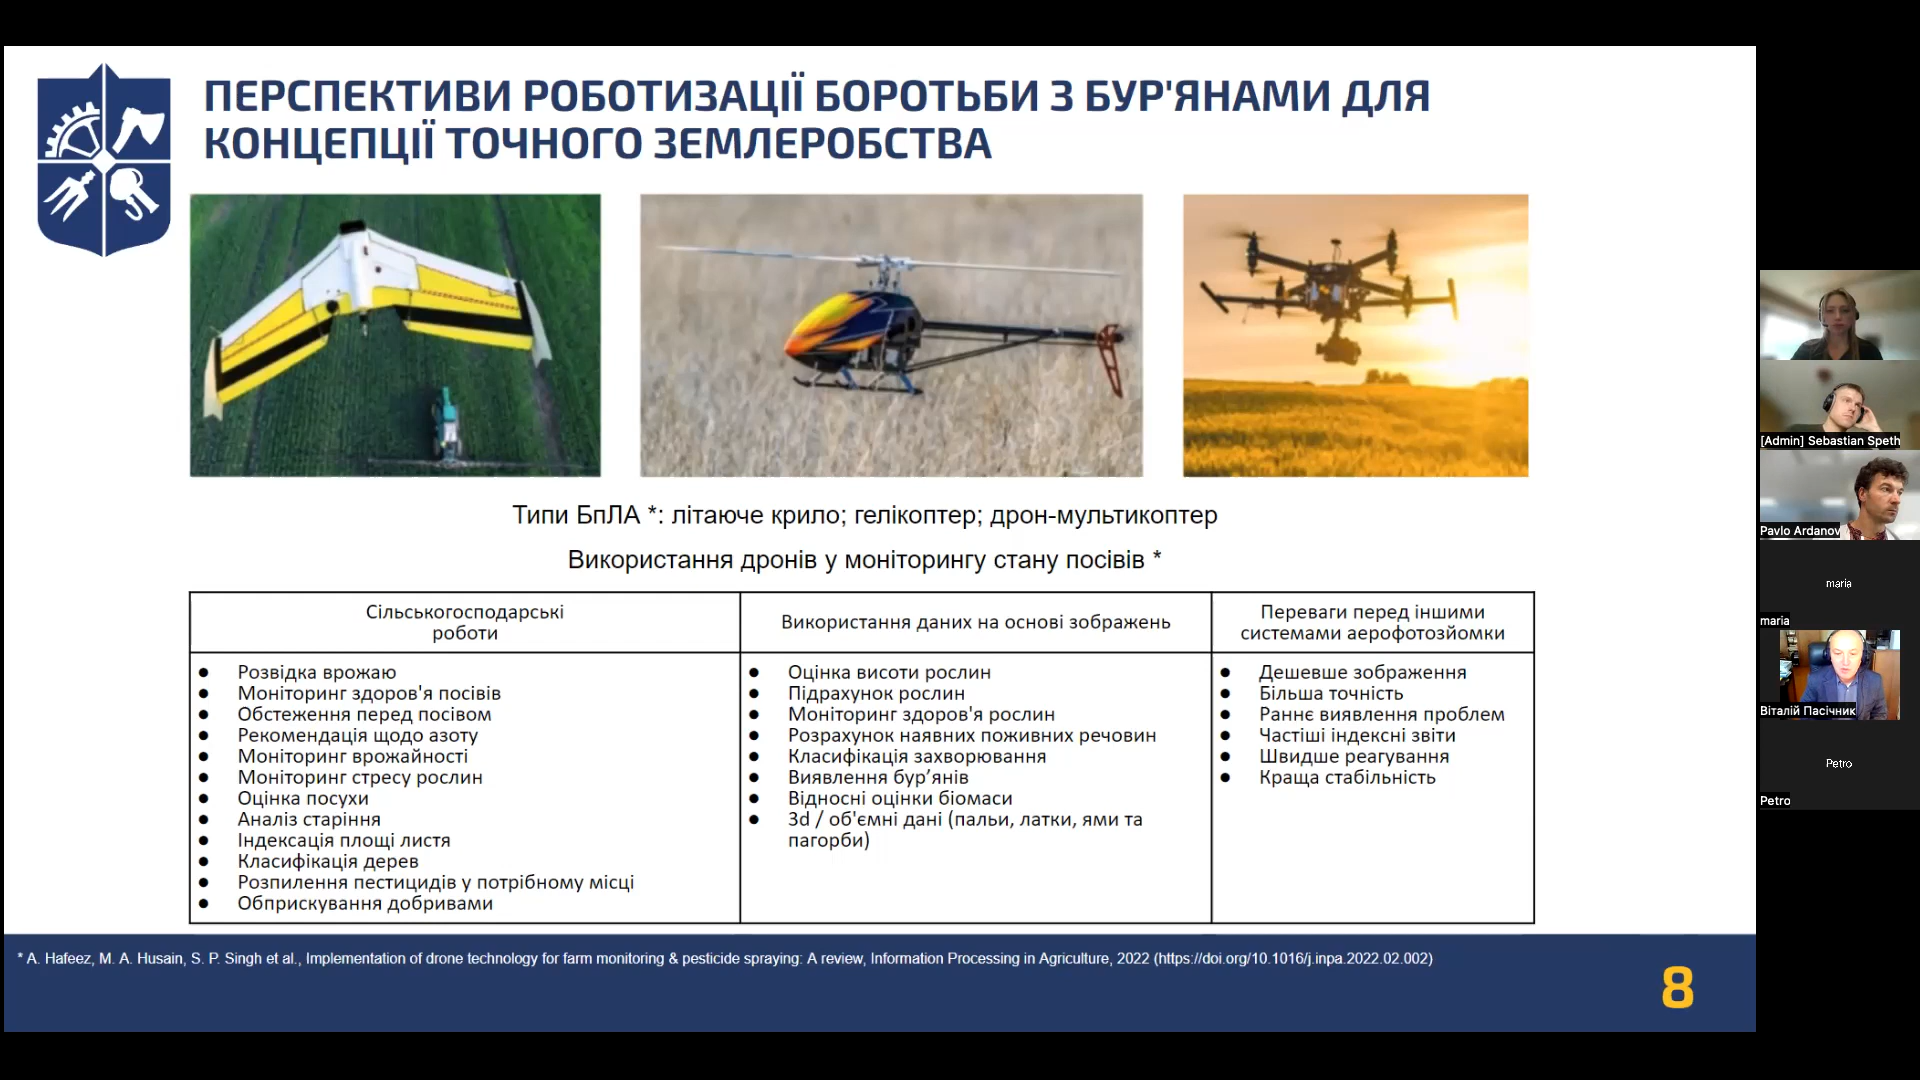 ПЕРСПЕКТИВИ РОБОТИЗАЦІЇ БОРОТЬБИ З БУР'ЯНАМИ ДЛЯ
КОНЦЕПЦІЇ ТОЧНОГО ЗЕМЛЕРОБСТВА
Типи БпЛА *: літаюче крило; гелікоптер; дрон-мультикоптер
Використання дронів у моніторингу стану посівів *
Сільськогосподарські
роботи
● Розвідка врожаю
● Моніторинг здоров'я посівів
● Обстеження перед посівом
● Рекомендація щодо азоту
● Моніторинг врожайності
● Моніторинг стресу рослин
● Оцінка посухи
● Аналіз старіння
● Індексація площі листя
● Класифікація дерев
● Розпилення пестицидів у потрібному місці
● Обприскування добривами
Використання даних на основі зображень
● Оцінка висоти рослин
● Підрахунок рослин
● Моніторинг здоров'я рослин
● Розрахунок наявних поживних речовин
● Класифікація захворювання
● Виявлення бур’янів
● Відносні оцінки біомаси
● 3d / об'ємні дані (пальи, латки, ями та
пагорби)
Переваги перед іншими
системами аерофотозйомки
● Дешевше зображення
● Більша точність
● Раннє виявлення проблем
● Частіші індексні звіти
● Швидше реагування
● Краща стабільність
* A. Hafeez, M. A. Husain, S. P. Singh et al., Implementation of drone technology for farm monitoring & pesticide spraying: A review, Information Processing in Agriculture, 2022 (https://doi.org/10.1016/j.inpa.2022.02.002)
8
[Admin] Sebastian Speth
Pavlo Ardanov
maria
maria
Віталій Пасічник
Petro
Petro